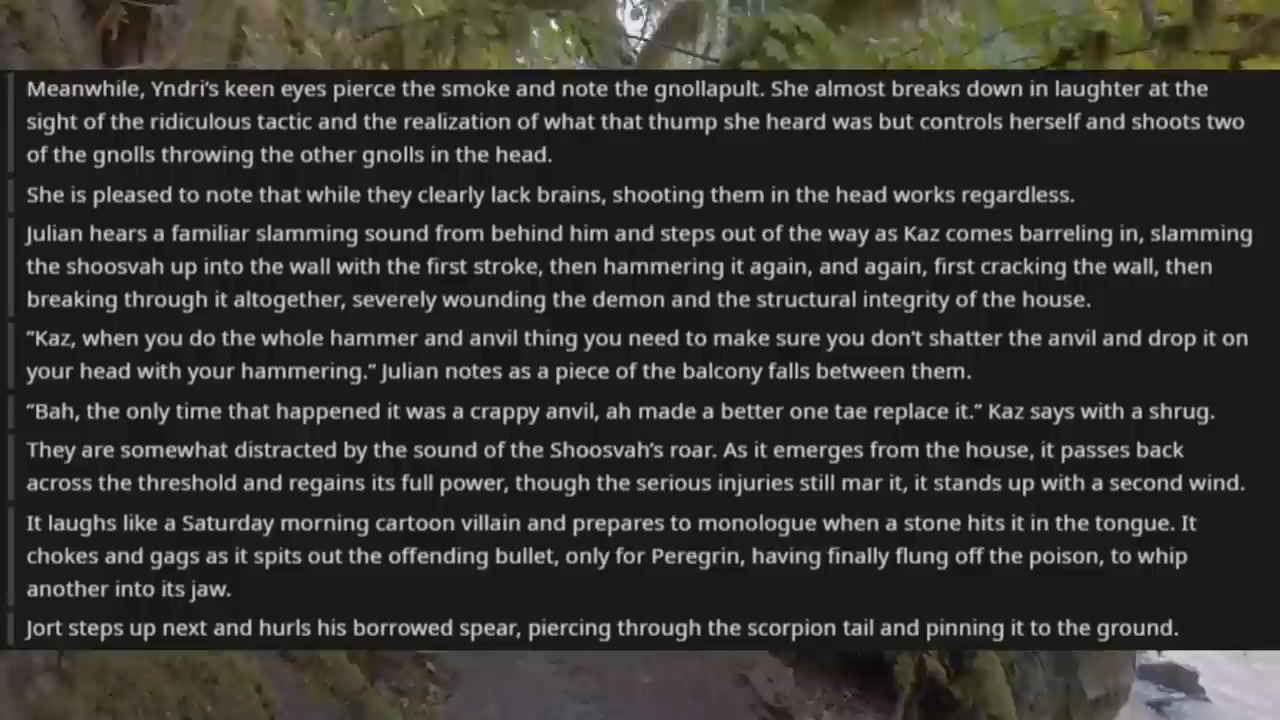 Meanwhile, Yndri's keen eyes pierce the smoke and note the gnollapult. She almost breaks down in laughter at the
sight of the ridiculous tactic and the realization of what that thump she heard was but controls herself and shoots two
of the gnolls throwing the other gnolls in the head.
She is pleased to note that while they clearly lack brains, shooting them in the head works regardless.
Julian hears a familiar slamming sound from behind him and steps out of the way as Kaz comes barreling in, slamming
the shoosvah up into the wall with the first stroke, then hammering it again, and again, first cracking the wall, then
breaking through it altogether, severely wounding the demon and the structural integrity of the house.
"Kaz, when you do the whole hammer and anvil thing you need to make sure you don't shatter the anvil and drop it on
your head with your hammering." Julian notes as a piece of the balcony falls between them.
"Bah, the only time that happened it was a crappy anvil, ah made a better one tae replace it." Kaz says with a shrug.
They are somewhat distracted by the sound of the Shoosvah's roar. As it emerges from the house, it passes back
across the threshold and regains its full power, though the serious injuries still mar it, it stands up with a second wind.
It laughs like a Saturday morning cartoon villain and prepares to monologue when a stone hits it in the tongue. It
chokes and gags as it spits out the offending bullet, only for Peregrin, having finally flung off the poison, to whip
another into its jaw.
Jort steps up next and hurls his borrowed spear, piercing through the scorpion tail and pinning it to the ground.